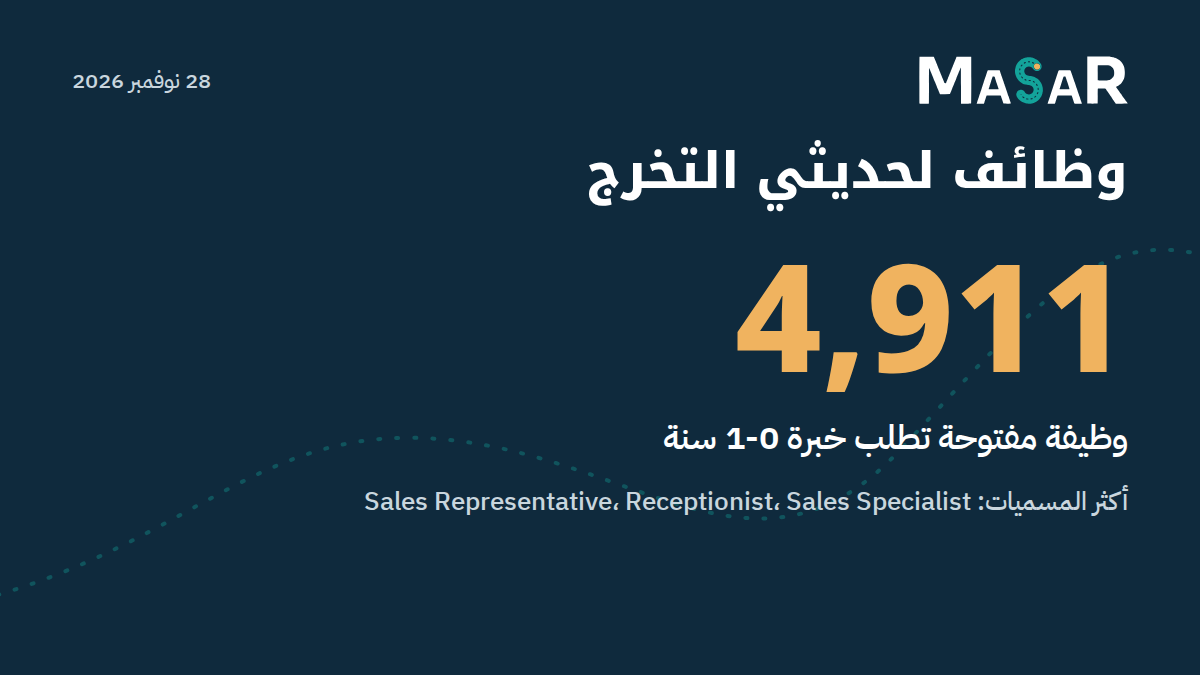 MASAR
28 نوفمبر 2026
وظائف لحديثي التخرج
4,911
وظيفة مفتوحة تطلب خبرة 0-1 سنة
أكثر المسميات: Sales Representative، Receptionist، Sales Specialist